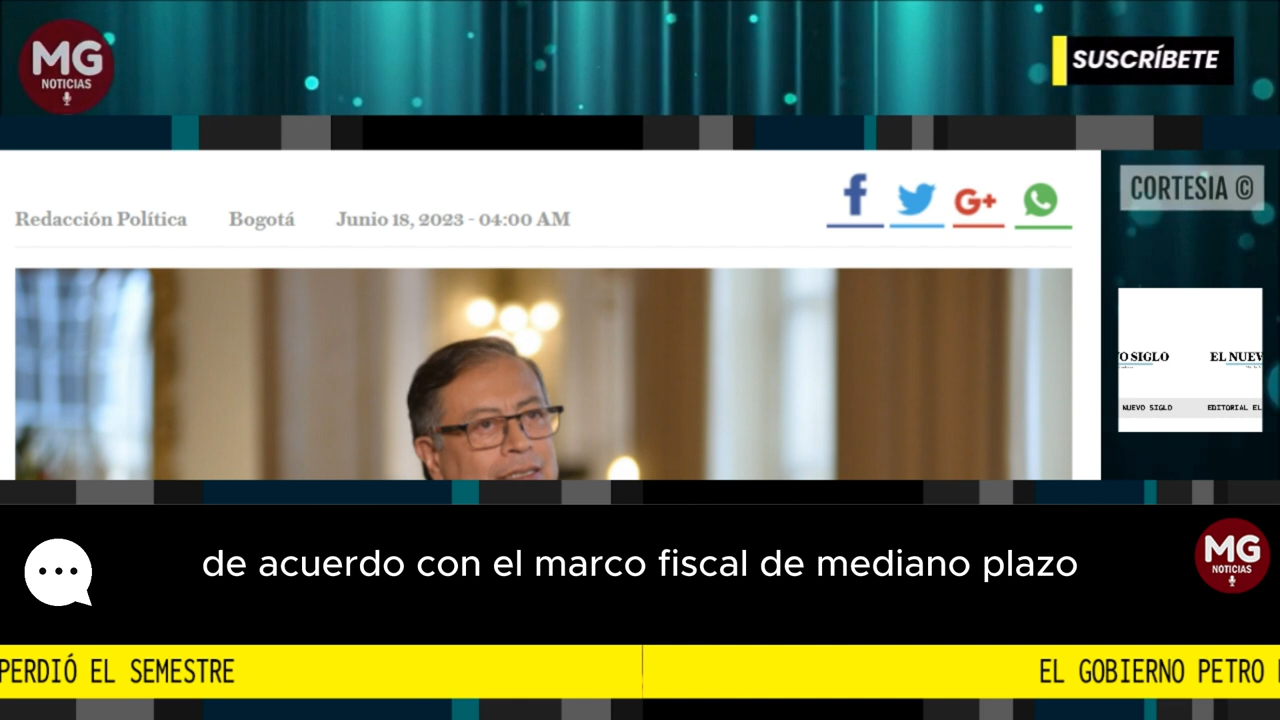 MG
NOTICIAS
SUSCRÍBETE
CORTESIA ©
Redacción Política Bogotá Junio 18, 2023 - 04:00 AM
G+
O SIGLO EL NUEV
NUEVO SIGLO EDITORIAL EL
de acuerdo con el marco fiscal de mediano plazo
MG
NOTICIAS
PERDIÓ EL SEMESTRE EL GOBIERNO PETRO